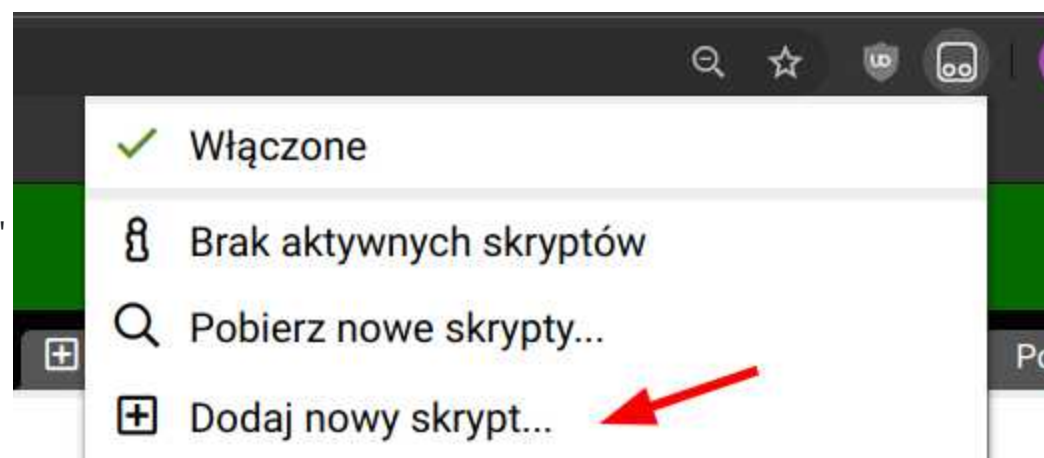 Włączone
Brak aktywnych skryptów
Pobierz nowe skrypty...
Dodaj nowy skrypt...